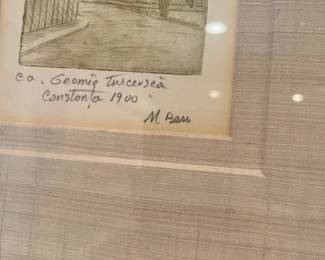 e.a. Geamia Turcească
Constanța 1900
M Bass